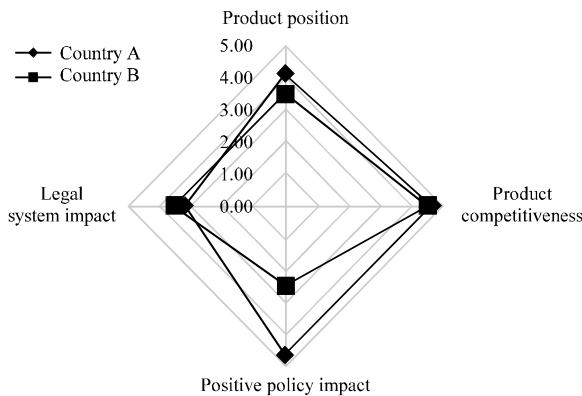 Product position
Country A
Country B
5.00
4.00
3.00
2.00
1.00
0.00
Legal
system impact
Product
competitiveness
Positive policy impact